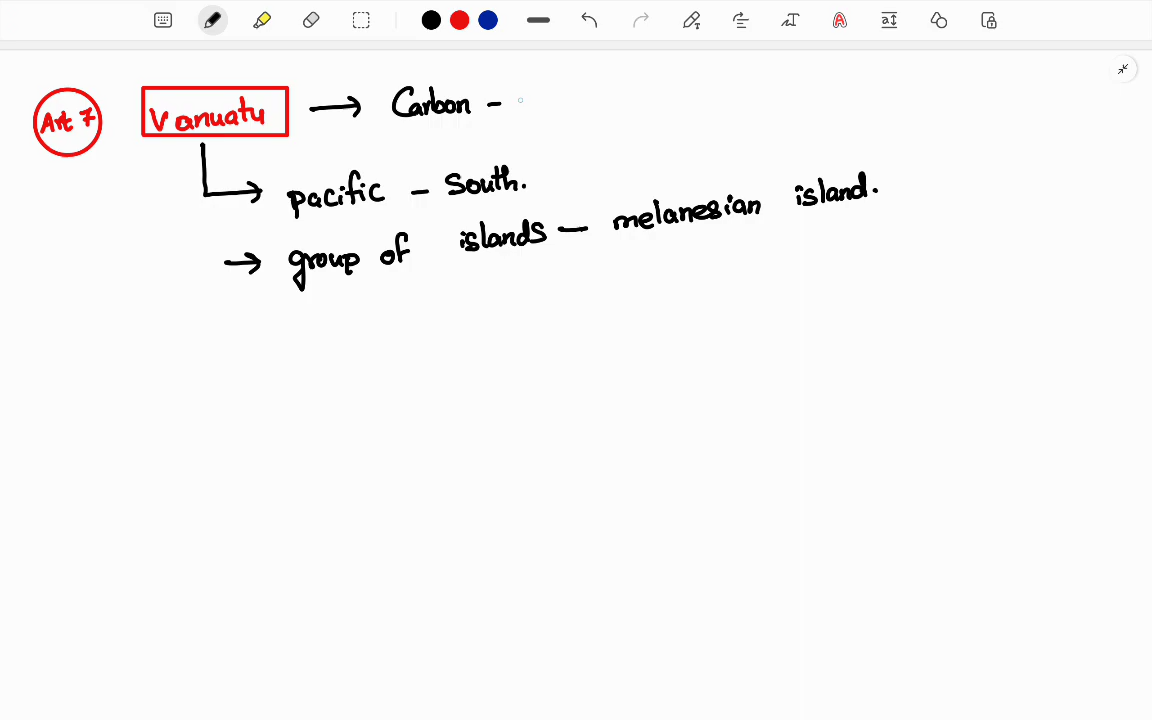 Art 7 Vanuatu → Carbon -
pacific - South.
→ group of islands - melanesian island.